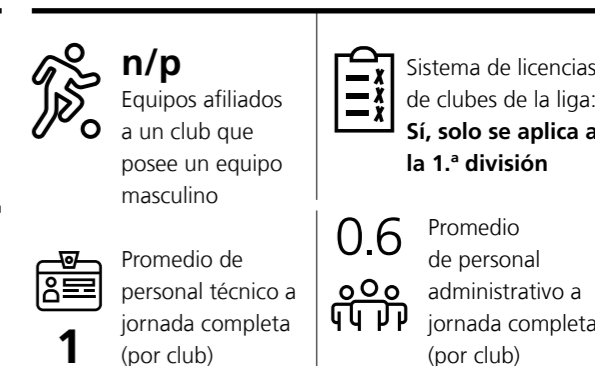 n/p
Equipos afiliados
a un club que
posee un equipo
masculino
Sistema de licencias
de clubes de la liga:
Sí, solo se aplica a
la 1.ª división
Promedio de
personal técnico a
jornada completa
(por club)
1
0.6
Promedio
de personal
administrativo a
jornada completa
(por club)